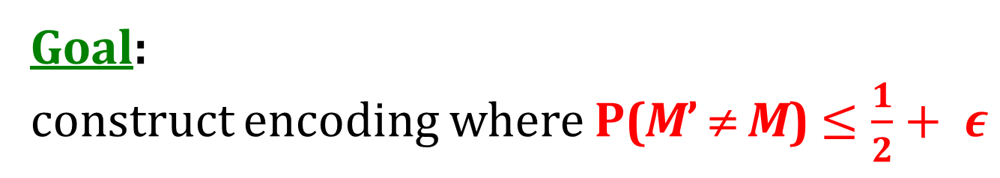 Goal:
construct encoding where P(M’ ≠ M) ≤ 1/2 + ϵ